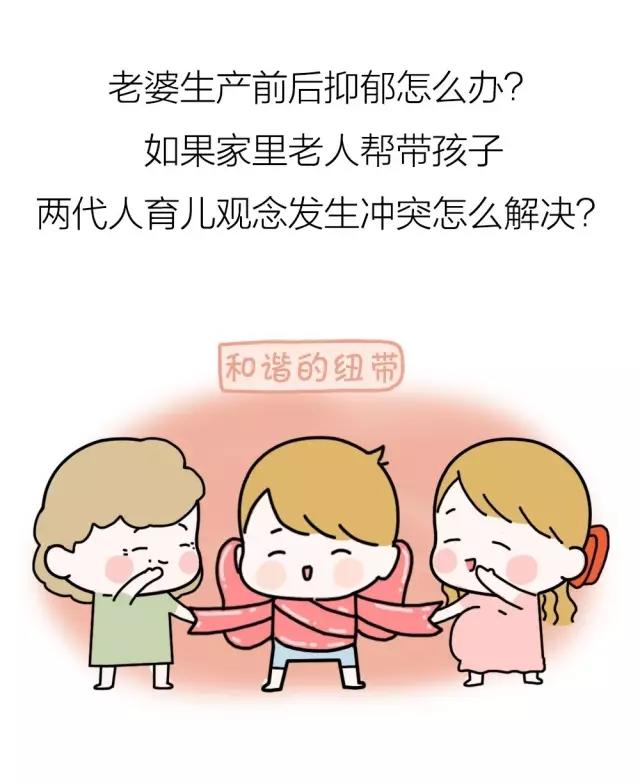 老婆生产前后抑郁怎么办?
如果家里老人帮带孩子
两代人育儿观念发生冲突怎么解决?
和谐的纽带